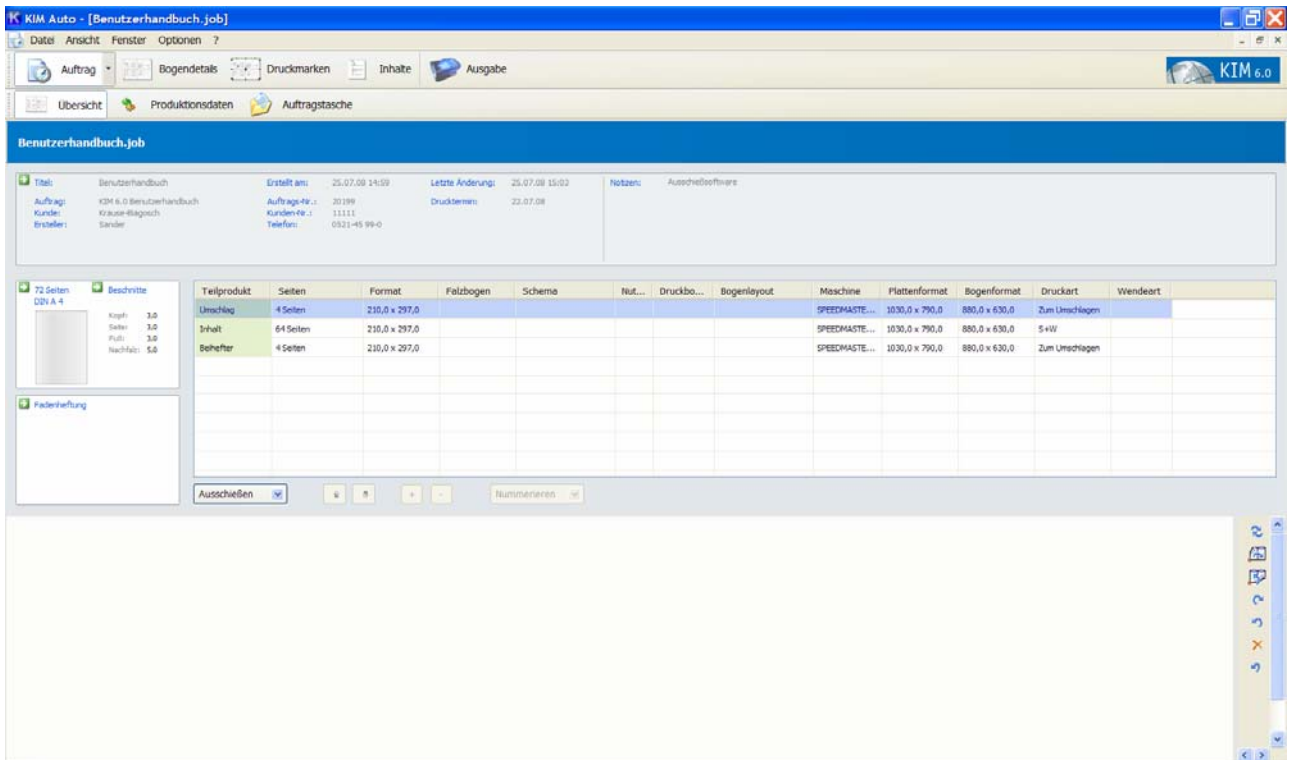 KIM Auto - [Benutzerhandbuch.job]
Datei Ansicht Fenster Optionen ?
Auftrag Bogendetails Druckmarken Inhalte Ausgabe KIM 6.0
Übersicht Produktionsdaten Auftragstasche
Benutzerhandbuch.job
Titel: Benutzerhandbuch Erstellt am: 25.07.08 14:59 Letzte Änderung: 25.07.08 15:03 Notizen: Ausschießsoftware
Auftrag: KIM 6.0 Benutzerhandbuch Auftrags-Nr.: 20199 Drucktermin: 22.07.08
Kunde: Krause-Biagosch Kunden-Nr.: 11111
Ersteller: Sander Telefon: 0521-45 99-0
72 Seiten Beschnitte
DIN A 4
Kopf: 3,0
Seite: 3,0
Fuß: 3,0
Nachfalz: 5,0
Fadenheftung
Teilprodukt Seiten Format Falzbogen Schema Nut... Druckbo... Bogenlayout Maschine Plattenformat Bogenformat Druckart Wendeart
Umschlag 4 Seiten 210,0 x 297,0 SPEEDMASTE... 1030,0 x 790,0 880,0 x 630,0 Zum Umschlagen
Inhalt 64 Seiten 210,0 x 297,0 SPEEDMASTE... 1030,0 x 790,0 880,0 x 630,0 S+W
Beihefter 4 Seiten 210,0 x 297,0 SPEEDMASTE... 1030,0 x 790,0 880,0 x 630,0 Zum Umschlagen
Ausschießen + - Nummerieren